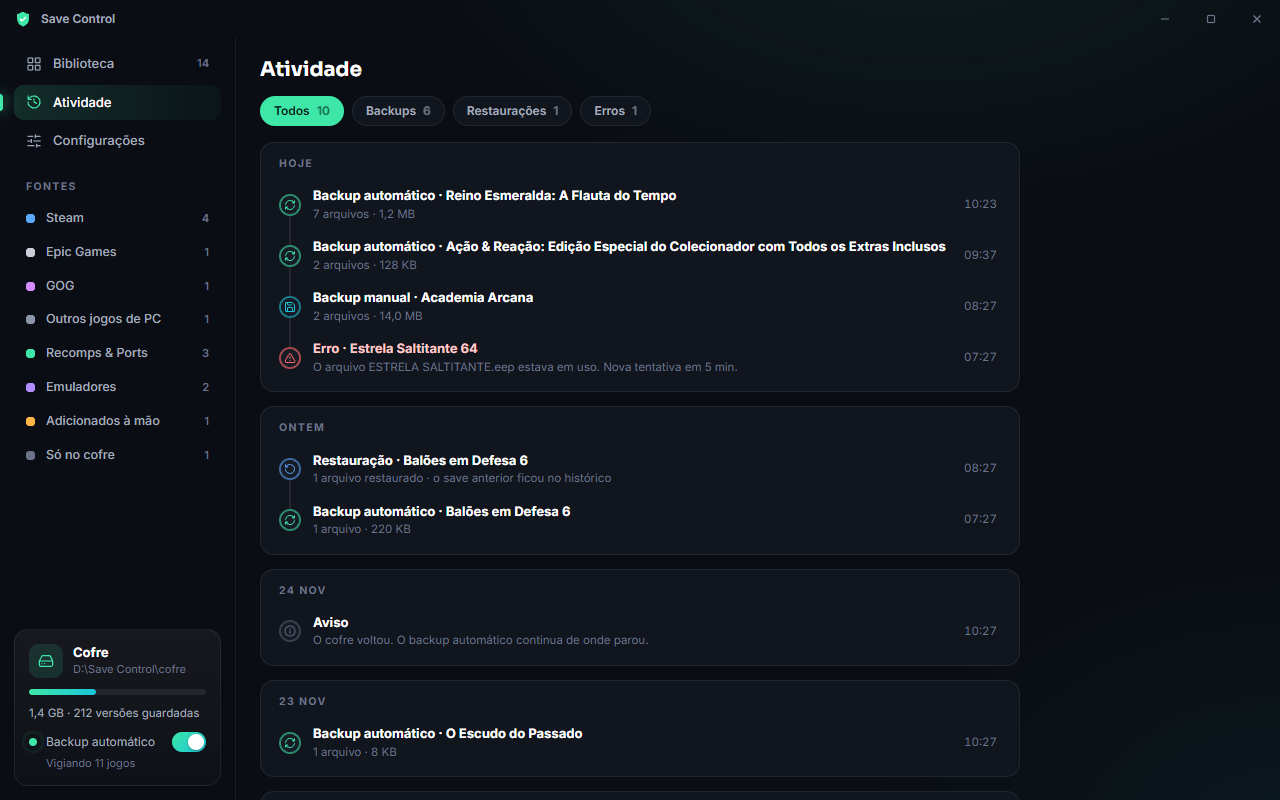 Save Control
Biblioteca 14
Atividade
Configurações
FONTES
Steam 4
Epic Games 1
GOG 1
Outros jogos de PC 1
Recomps & Ports 3
Emuladores 2
Adicionados à mão 1
Só no cofre 1
Cofre
D:\Save Control\cofre
1,4 GB · 212 versões guardadas
Backup automático
Vigiando 11 jogos
Atividade
Todos 10 Backups 6 Restaurações 1 Erros 1
HOJE
Backup automático · Reino Esmeralda: A Flauta do Tempo
7 arquivos · 1,2 MB
10:23
Backup automático · Ação & Reação: Edição Especial do Colecionador com Todos os Extras Inclusos
2 arquivos · 128 KB
09:37
Backup manual · Academia Arcana
2 arquivos · 14,0 MB
08:27
Erro · Estrela Saltitante 64
O arquivo ESTRELA SALTITANTE.eep estava em uso. Nova tentativa em 5 min.
07:27
ONTEM
Restauração · Balões em Defesa 6
1 arquivo restaurado · o save anterior ficou no histórico
08:27
Backup automático · Balões em Defesa 6
1 arquivo · 220 KB
07:27
24 NOV
Aviso
O cofre voltou. O backup automático continua de onde parou.
10:27
23 NOV
Backup automático · O Escudo do Passado
1 arquivo · 8 KB
10:27